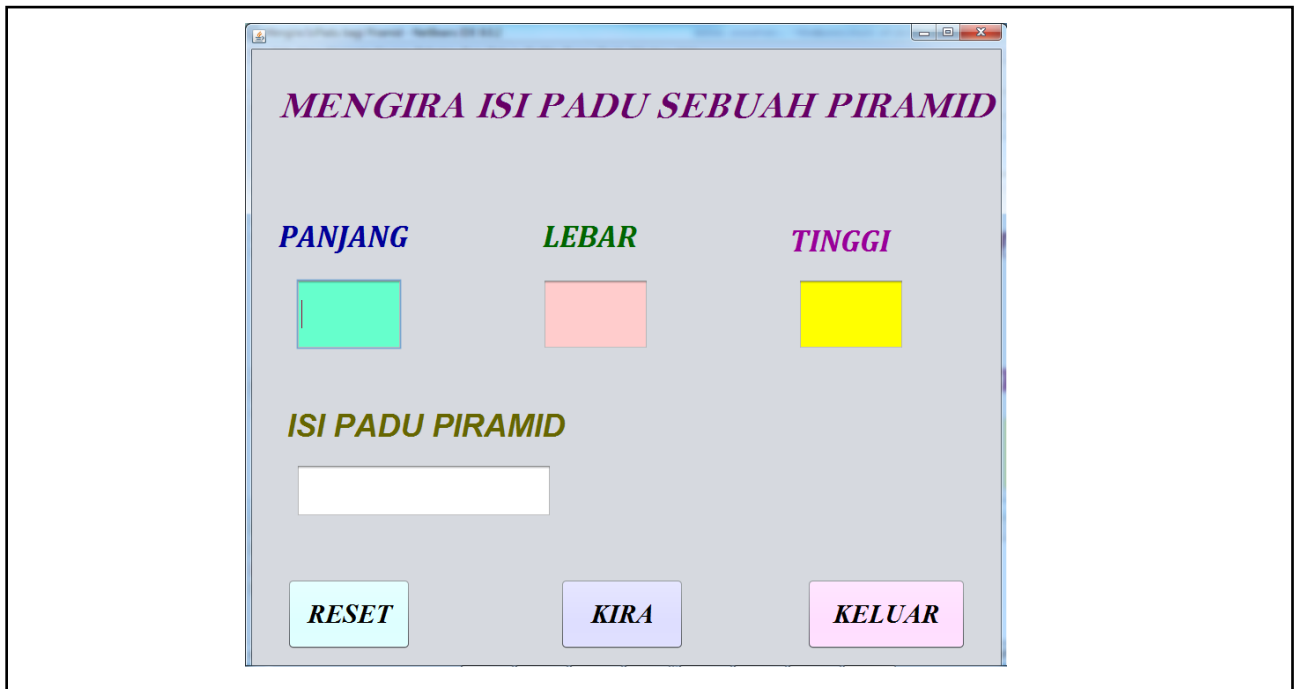 MENGIRA ISI PADU SEBUAH PIRAMID
PANJANG LEBAR TINGGI
ISI PADU PIRAMID
RESET KIRA KELUAR